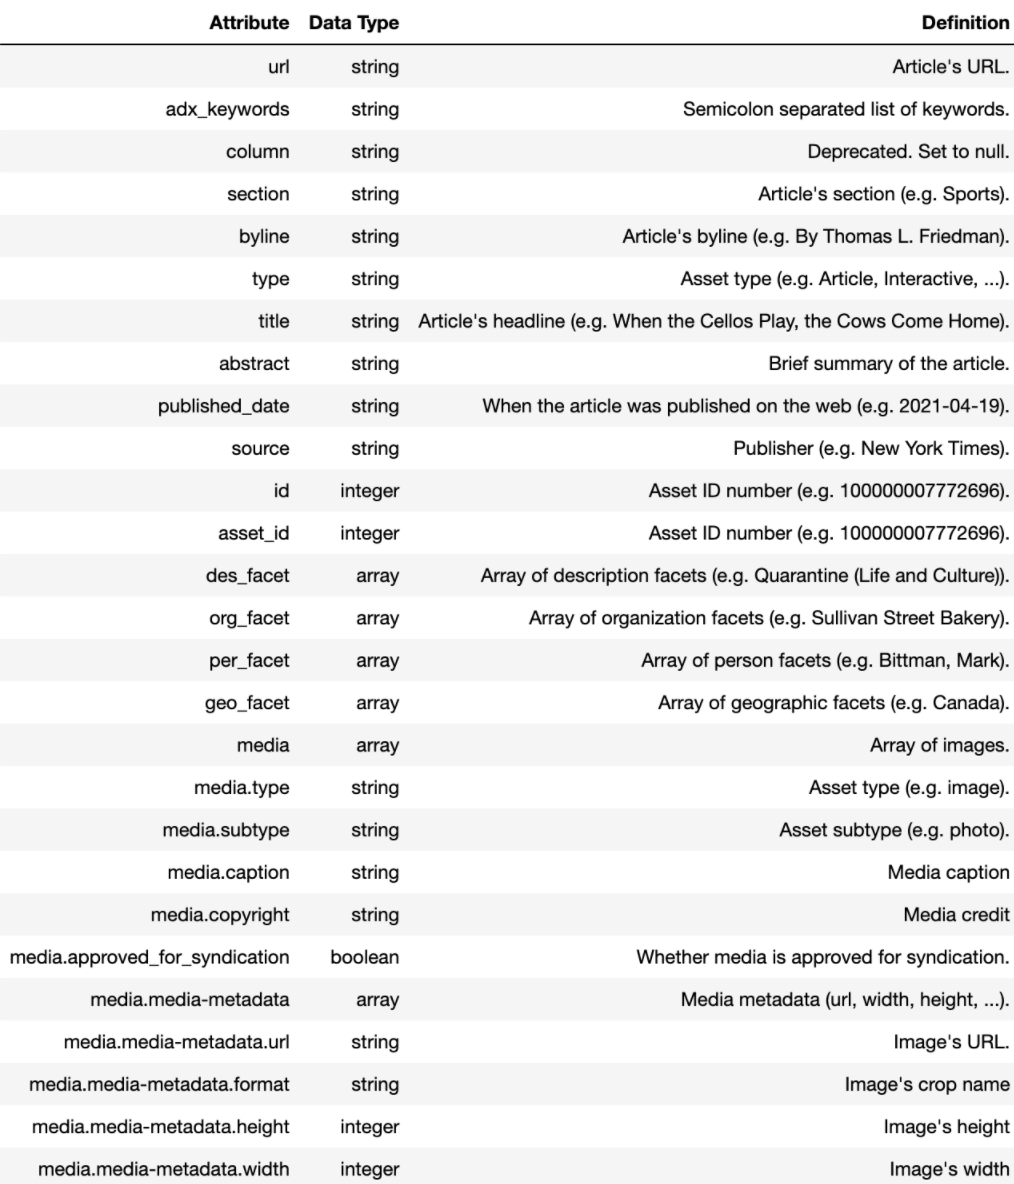 Attribute Data Type Definition
url string Article's URL.
adx_keywords string Semicolon separated list of keywords.
column string Deprecated. Set to null.
section string Article's section (e.g. Sports).
byline string Article's byline (e.g. By Thomas L. Friedman).
type string Asset type (e.g. Article, Interactive, ...).
title string Article's headline (e.g. When the Cellos Play, the Cows Come Home).
abstract string Brief summary of the article.
published_date string When the article was published on the web (e.g. 2021-04-19).
source string Publisher (e.g. New York Times).
id integer Asset ID number (e.g. 100000007772696).
asset_id integer Asset ID number (e.g. 100000007772696).
des_facet array Array of description facets (e.g. Quarantine (Life and Culture)).
org_facet array Array of organization facets (e.g. Sullivan Street Bakery).
per_facet array Array of person facets (e.g. Bittman, Mark).
geo_facet array Array of geographic facets (e.g. Canada).
media array Array of images.
media.type string Asset type (e.g. image).
media.subtype string Asset subtype (e.g. photo).
media.caption string Media caption
media.copyright string Media credit
media.approved_for_syndication boolean Whether media is approved for syndication.
media.media-metadata array Media metadata (url, width, height, ...).
media.media-metadata.url string Image's URL.
media.media-metadata.format string Image's crop name
media.media-metadata.height integer Image's height
media.media-metadata.width integer Image's width